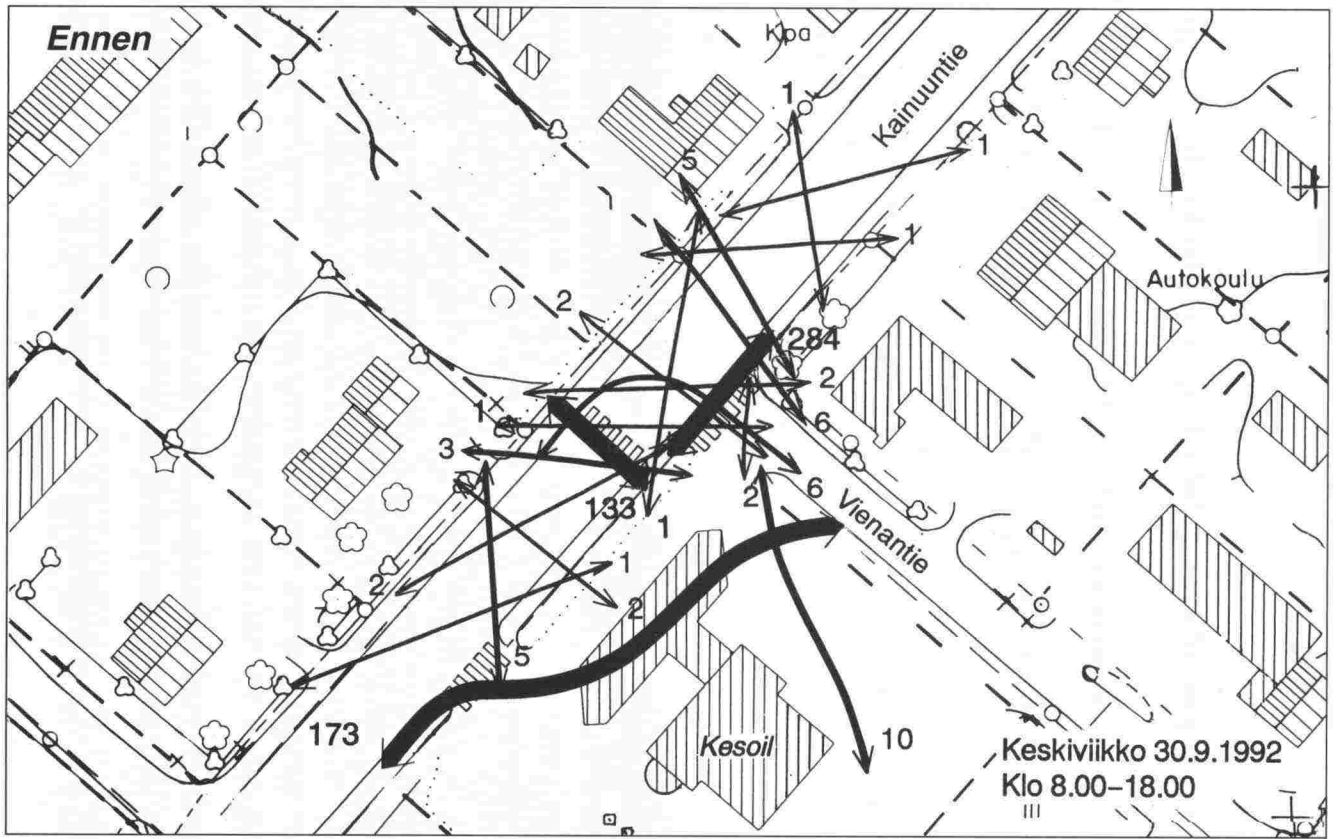 Ennen
Kpa
Kainuuntie
1
1
5
1
Autokoulu
2
284
2
1
6
3
6
2
133
1
Vienantie
1
2
2
5
173
Kesoil
10
Keskiviikko 30.9.1992
Klo 8.00–18.00